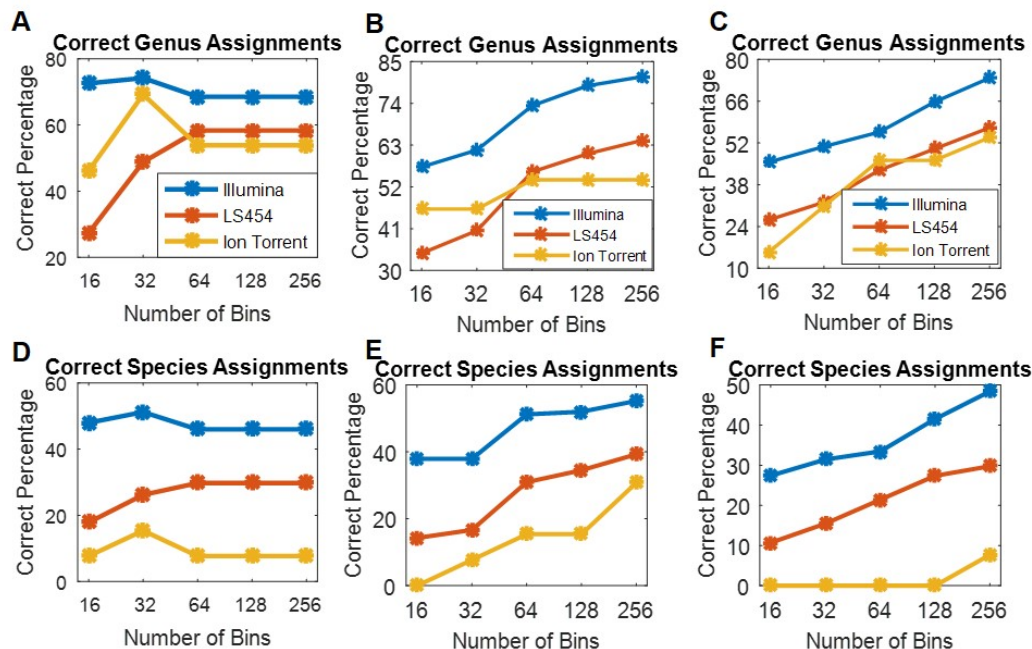 A
Correct Genus Assignments
Correct Percentage
80
60
40
20
Illumina
LS454
Ion Torrent
16 32 64 128 256
Number of Bins
B
Correct Genus Assignments
Correct Percentage
85
74
63
52
41
30
Illumina
LS454
Ion Torrent
16 32 64 128 256
Number of Bins
C
Correct Genus Assignments
Correct Percentage
80
66
52
38
24
10
Illumina
LS454
Ion Torrent
16 32 64 128 256
Number of Bins
D
Correct Species Assignments
Correct Percentage
60
40
20
0
16 32 64 128 256
Number of Bins
E
Correct Species Assignments
Correct Percentage
60
40
20
0
16 32 64 128 256
Number of Bins
F
Correct Species Assignments
Correct Percentage
50
40
30
20
10
0
16 32 64 128 256
Number of Bins